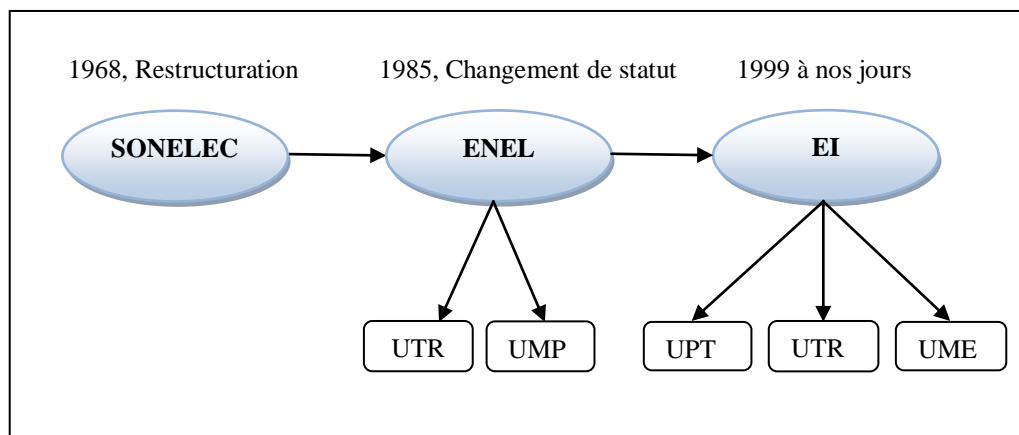 1968, Restructuration 1985, Changement de statut 1999 à nos jours
SONELEC ENEL EI
UTR UMP UPT UTR UME